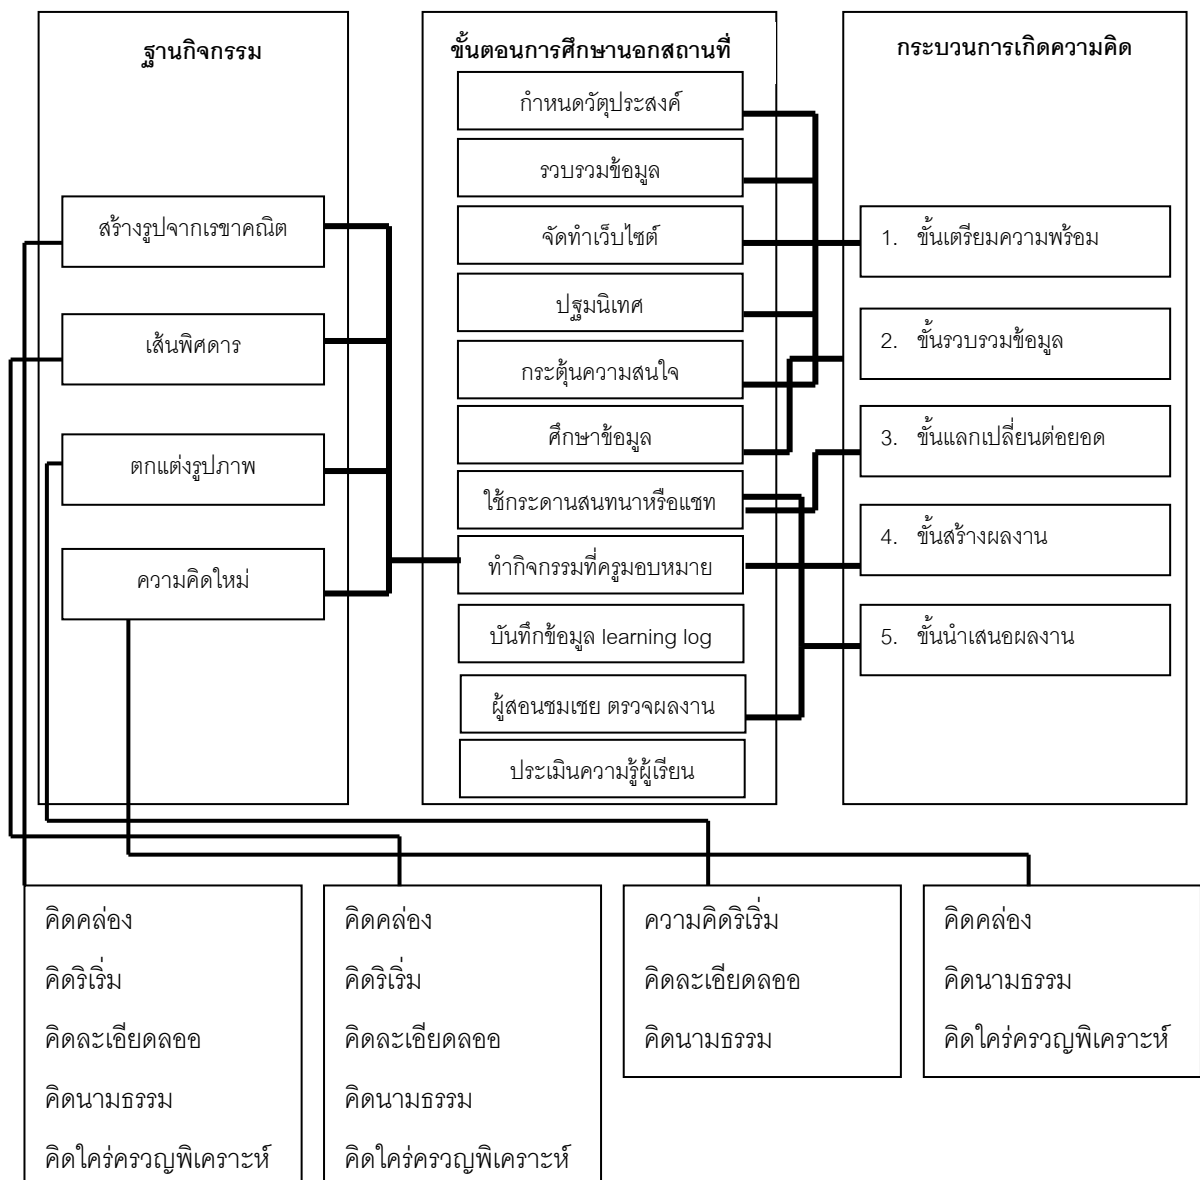 ฐานกิจกรรม
สร้างรูปจากเรขาคณิต
เส้นพิศดาร
ตกแต่งรูปภาพ
ความคิดใหม่
ขั้นตอนการศึกษานอกสถานที่
กำหนดวัตุประสงค์
รวบรวมข้อมูล
จัดทำเว็บไซต์
ปฐมนิเทศ
กระตุ้นความสนใจ
ศึกษาข้อมูล
ใช้กระดานสนทนาหรือแชท
ทำกิจกรรมที่ครูมอบหมาย
บันทึกข้อมูล learning log
ผู้สอนชมเชย ตรวจผลงาน
ประเมินความรู้ผู้เรียน
กระบวนการเกิดความคิด
1. ขั้นเตรียมความพร้อม
2. ขั้นรวบรวมข้อมูล
3. ขั้นแลกเปลี่ยนต่อยอด
4. ขั้นสร้างผลงาน
5. ขั้นนำเสนอผลงาน
คิดคล่อง
คิดริเริ่ม
คิดละเอียดลออ
คิดนามธรรม
คิดใคร่ครวญพิเคราะห์
คิดคล่อง
คิดริเริ่ม
คิดละเอียดลออ
คิดนามธรรม
คิดใคร่ครวญพิเคราะห์
ความคิดริเริ่ม
คิดละเอียดลออ
คิดนามธรรม
คิดคล่อง
คิดนามธรรม
คิดใคร่ครวญพิเคราะห์